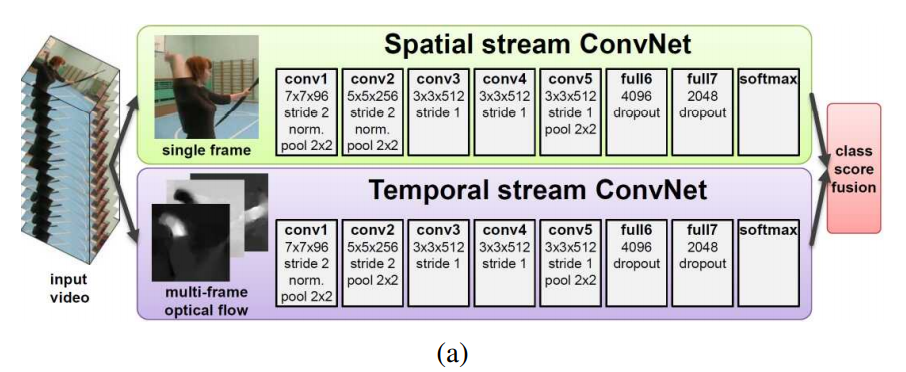 Spatial stream ConvNet
single frame
conv1
7x7x96
stride 2
norm.
pool 2x2
conv2
5x5x256
stride 2
norm.
pool 2x2
conv3
3x3x512
stride 1
conv4
3x3x512
stride 1
conv5
3x3x512
stride 1
pool 2x2
full6
4096
dropout
full7
2048
dropout
softmax
input
video
Temporal stream ConvNet
multi-frame
optical flow
conv1
7x7x96
stride 2
norm.
pool 2x2
conv2
5x5x256
stride 2
pool 2x2
conv3
3x3x512
stride 1
conv4
3x3x512
stride 1
conv5
3x3x512
stride 1
pool 2x2
full6
4096
dropout
full7
2048
dropout
softmax
class
score
fusion
(a)